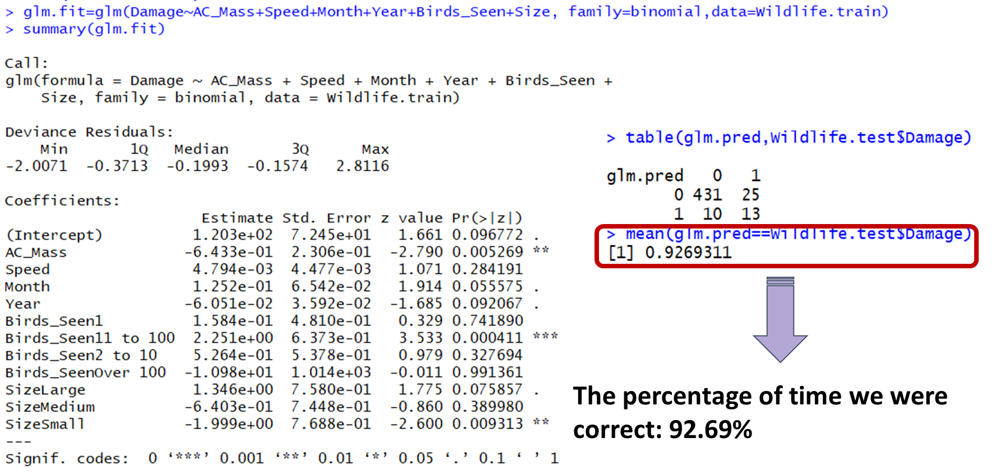 > glm.fit=glm(Damage~AC_Mass+Speed+Month+Year+Birds_Seen+Size, family=binomial,data=Wildlife.train)
> summary(glm.fit)
Call:
glm(formula = Damage ~ AC_Mass + Speed + Month + Year + Birds_Seen +
    Size, family = binomial, data = Wildlife.train)
Deviance Residuals:
    Min       1Q   Median       3Q      Max
-2.0071  -0.3713  -0.1993  -0.1574   2.8116
Coefficients:
                      Estimate Std. Error z value Pr(>|z|)
(Intercept)          1.203e+02  7.245e+01   1.661 0.096772 .
AC_Mass             -6.433e-01  2.306e-01  -2.790 0.005269 **
Speed                4.794e-03  4.477e-03   1.071 0.284191
Month                1.252e-01  6.542e-02   1.914 0.055575 .
Year                -6.051e-02  3.592e-02  -1.685 0.092067 .
Birds_Seen1          1.584e-01  4.810e-01   0.329 0.741890
Birds_Seen11 to 100  2.251e+00  6.373e-01   3.533 0.000411 ***
Birds_Seen2 to 10    5.264e-01  5.378e-01   0.979 0.327694
Birds_SeenOver 100  -1.098e+01  1.014e+03  -0.011 0.991361
SizeLarge            1.346e+00  7.580e-01   1.775 0.075857 .
SizeMedium          -6.403e-01  7.448e-01  -0.860 0.389980
SizeSmall           -1.999e+00  7.688e-01  -2.600 0.009313 **
---
Signif. codes:  0 ‘***’ 0.001 ‘**’ 0.01 ‘*’ 0.05 ‘.’ 0.1 ‘ ’ 1
> table(glm.pred,Wildlife.test$Damage)
glm.pred   0   1
       0 431  25
       1  10  13
> mean(glm.pred==Wildlife.test$Damage)
[1] 0.9269311
The percentage of time we were
correct: 92.69%